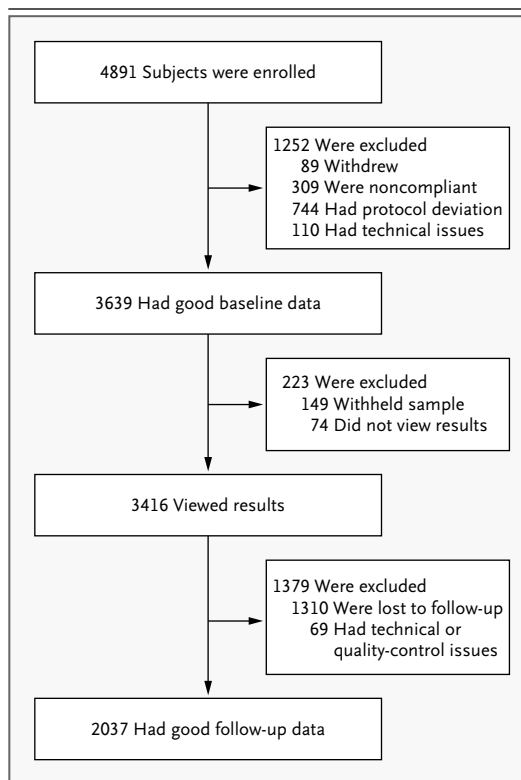 4891 Subjects were enrolled
1252 Were excluded
89 Withdrew
309 Were noncompliant
744 Had protocol deviation
110 Had technical issues
3639 Had good baseline data
223 Were excluded
149 Withheld sample
74 Did not view results
3416 Viewed results
1379 Were excluded
1310 Were lost to follow-up
69 Had technical or
quality-control issues
2037 Had good follow-up data